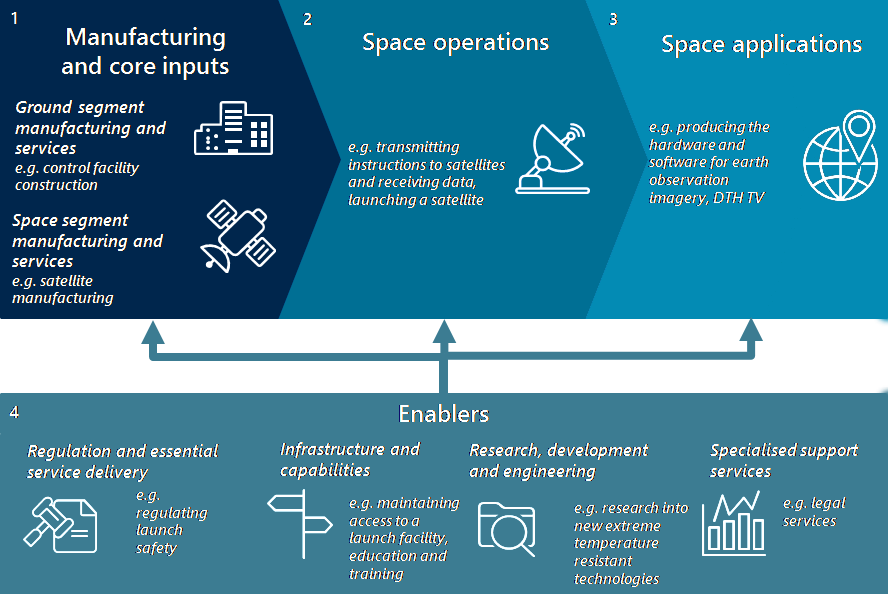 1
Manufacturing
and core inputs
Ground segment
manufacturing and
services
e.g. control facility
construction
Space segment
manufacturing and
services
e.g. satellite
manufacturing
2
Space operations
e.g. transmitting
instructions to satellites
and receiving data,
launching a satellite
3
Space applications
e.g. producing the
hardware and
software for earth
observation
imagery, DTH TV
4
Enablers
Regulation and essential
service delivery
e.g.
regulating
launch
safety
Infrastructure and
capabilities
e.g. maintaining
access to a
launch facility,
education and
training
Research, development
and engineering
e.g. research into
new extreme
temperature
resistant
technologies
Specialised support
services
e.g. legal
services